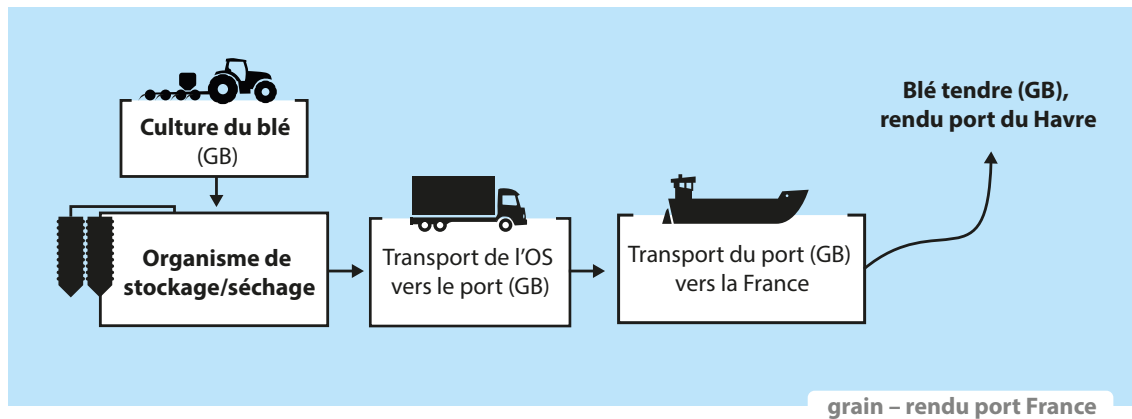 Culture du blé
(GB)
Organisme de
stockage/séchage
Transport de l'OS
vers le port (GB)
Transport du port (GB)
vers la France
Blé tendre (GB),
rendu port du Havre
grain – rendu port France